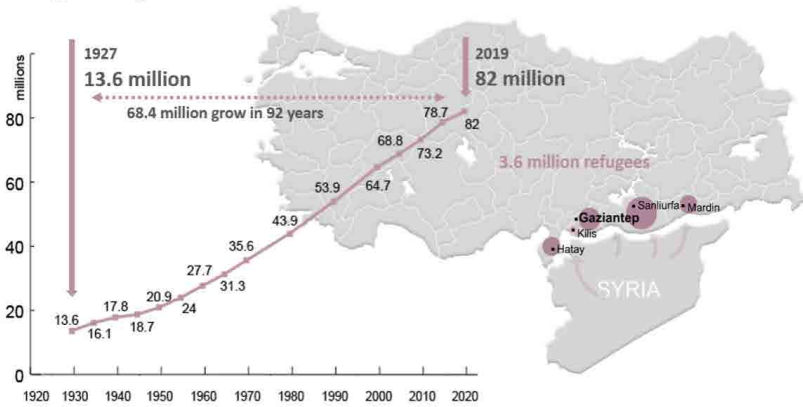 millions
80
60
40
20
0
1920 1930 1940 1950 1960 1970 1980 1990 2000 2010 2020
1927
13.6 million
2019
82 million
68.4 million grow in 92 years
13.6
16.1
17.8
18.7
20.9
24
27.7
31.3
35.6
43.9
53.9
64.7
68.8
73.2
78.7
82
3.6 million refugees
Gaziantep
Sanliurfa
Mardin
Kilis
Hatay
SYRIA